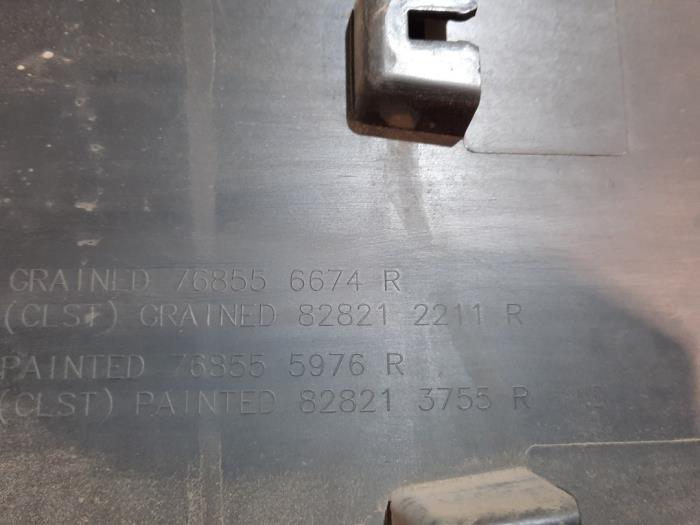 GRAINED 76855 6674 R
(CLST) GRAINED 82821 2211 R
PAINTED 76855 5976 R
(CLST) PAINTED 82821 3755 R